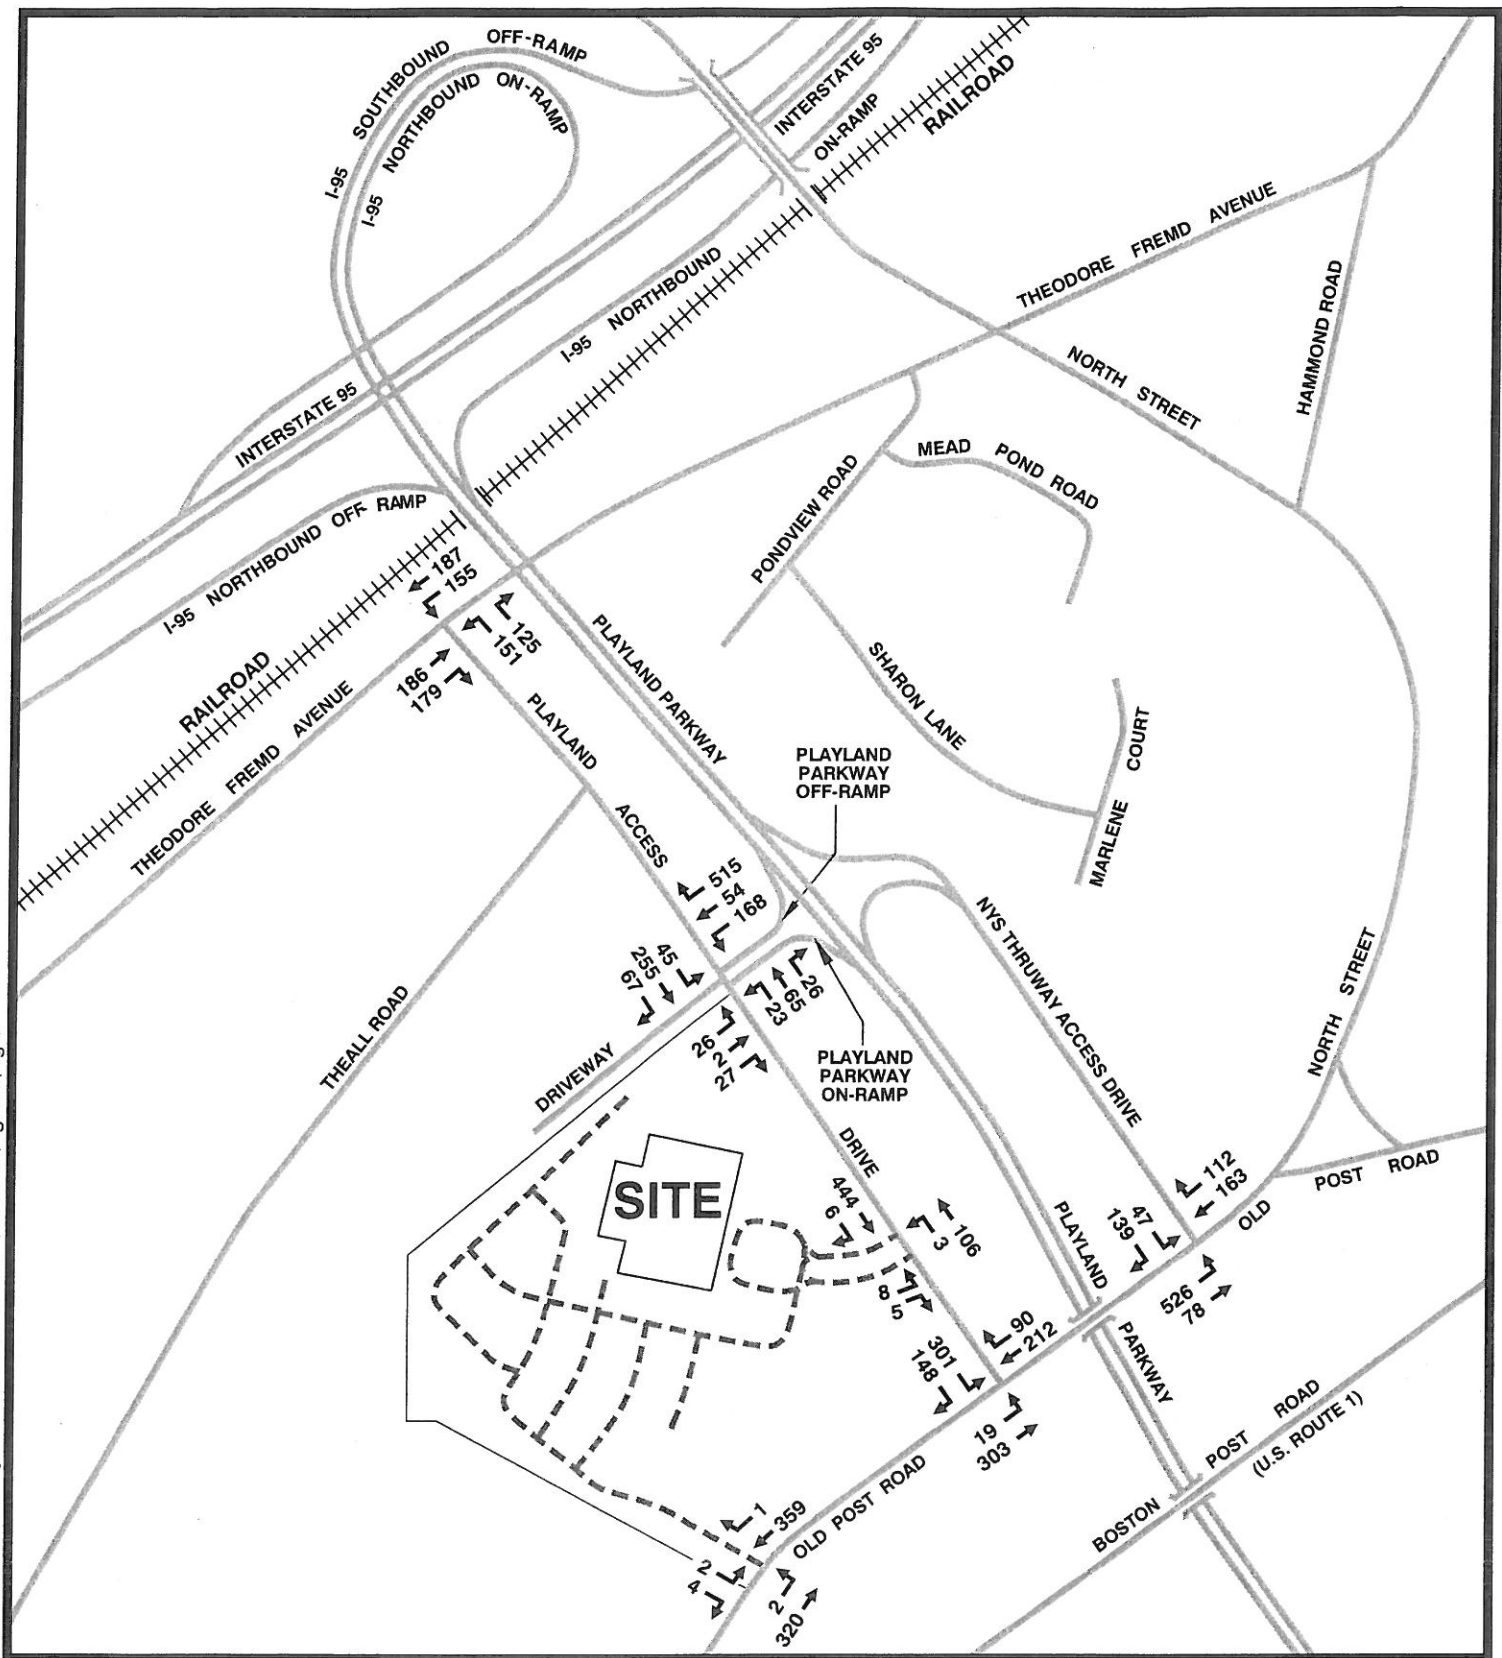 OFF-RAMP
I-95 SOUTHBOUND
I-95 NORTHBOUND ON-RAMP
INTERSTATE 95
ON-RAMP
RAILROAD
THEODORE FREMD AVENUE
HAMMOND ROAD
I-95 NORTHBOUND
NORTH STREET
INTERSTATE 95
MEAD POND ROAD
PONDVIEW ROAD
I-95 NORTHBOUND OFF RAMP
187
155
125
151
186
179
RAILROAD
THEODORE FREMD AVENUE
PLAYLAND PARKWAY
SHARON LANE
MARLENE COURT
PLAYLAND
ACCESS
PLAYLAND
PARKWAY
OFF-RAMP
515
54
168
45
255
67
26
65
23
26
2
27
NYS THRUWAY ACCESS DRIVE
NORTH STREET
THEALL ROAD
DRIVEWAY
PLAYLAND
PARKWAY
ON-RAMP
DRIVE
SITE
444
6
106
3
8
5
PLAYLAND
PARKWAY
112
163
47
139
526
78
OLD
POST ROAD
90
212
301
148
19
303
OLD POST ROAD
BOSTON POST ROAD
(U.S. ROUTE 1)
1
359
2
4
2
320